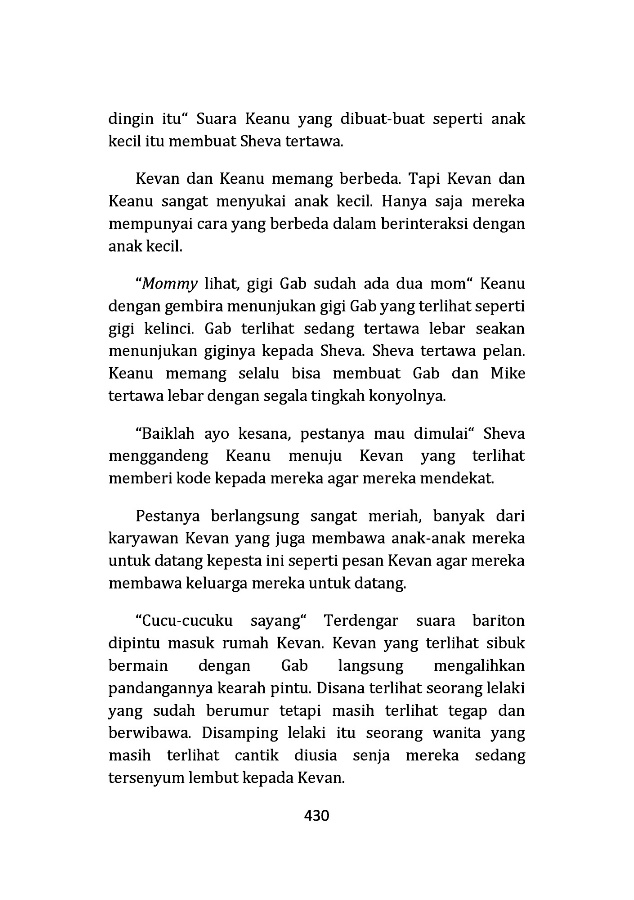 dingin itu“ Suara Keanu yang dibuat-buat seperti anak
kecil itu membuat Sheva tertawa.
Kevan dan Keanu memang berbeda. Tapi Kevan dan
Keanu sangat menyukai anak kecil. Hanya saja mereka
mempunyai cara yang berbeda dalam berinteraksi dengan
anak kecil.
“Mommy lihat, gigi Gab sudah ada dua mom“ Keanu
dengan gembira menunjukan gigi Gab yang terlihat seperti
gigi kelinci. Gab terlihat sedang tertawa lebar seakan
menunjukan giginya kepada Sheva. Sheva tertawa pelan.
Keanu memang selalu bisa membuat Gab dan Mike
tertawa lebar dengan segala tingkah konyolnya.
“Baiklah ayo kesana, pestanya mau dimulai“ Sheva
menggandeng Keanu menuju Kevan yang terlihat
memberi kode kepada mereka agar mereka mendekat.
Pestanya berlangsung sangat meriah, banyak dari
karyawan Kevan yang juga membawa anak-anak mereka
untuk datang kepesta ini seperti pesan Kevan agar mereka
membawa keluarga mereka untuk datang.
“Cucu-cucuku sayang“ Terdengar suara bariton
dipintu masuk rumah Kevan. Kevan yang terlihat sibuk
bermain dengan Gab langsung mengalihkan
pandangannya kearah pintu. Disana terlihat seorang lelaki
yang sudah berumur tetapi masih terlihat tegap dan
berwibawa. Disamping lelaki itu seorang wanita yang
masih terlihat cantik diusia senja mereka sedang
tersenyum lembut kepada Kevan.
430